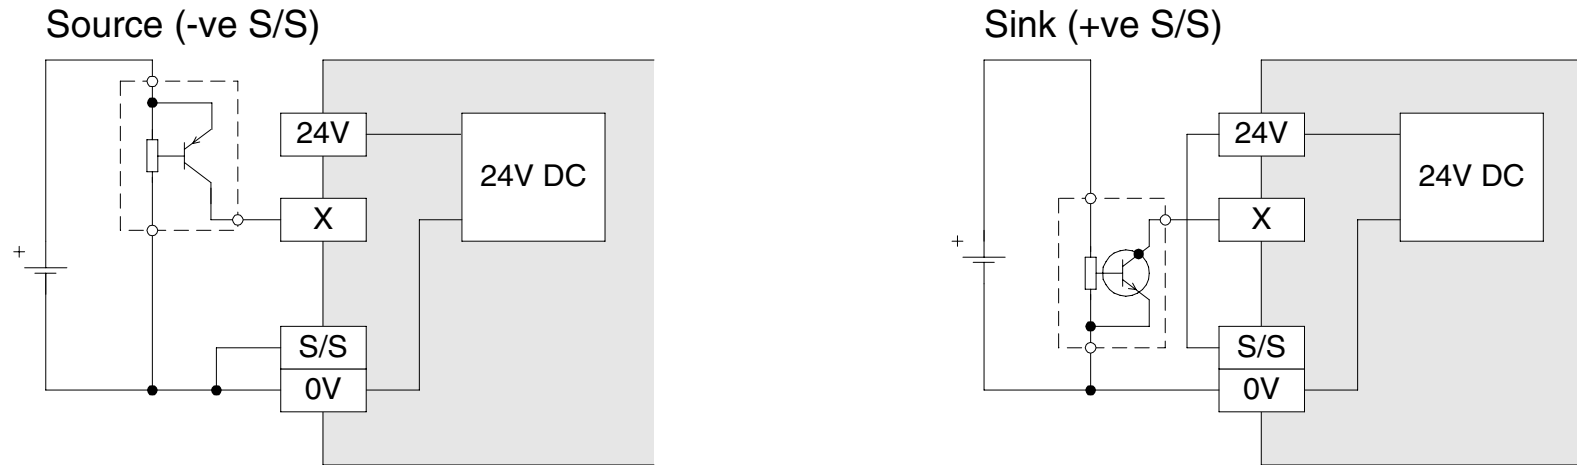 Source (-ve S/S)
24V
24V DC
X
+
S/S
0V
Sink (+ve S/S)
24V
24V DC
X
+
S/S
0V